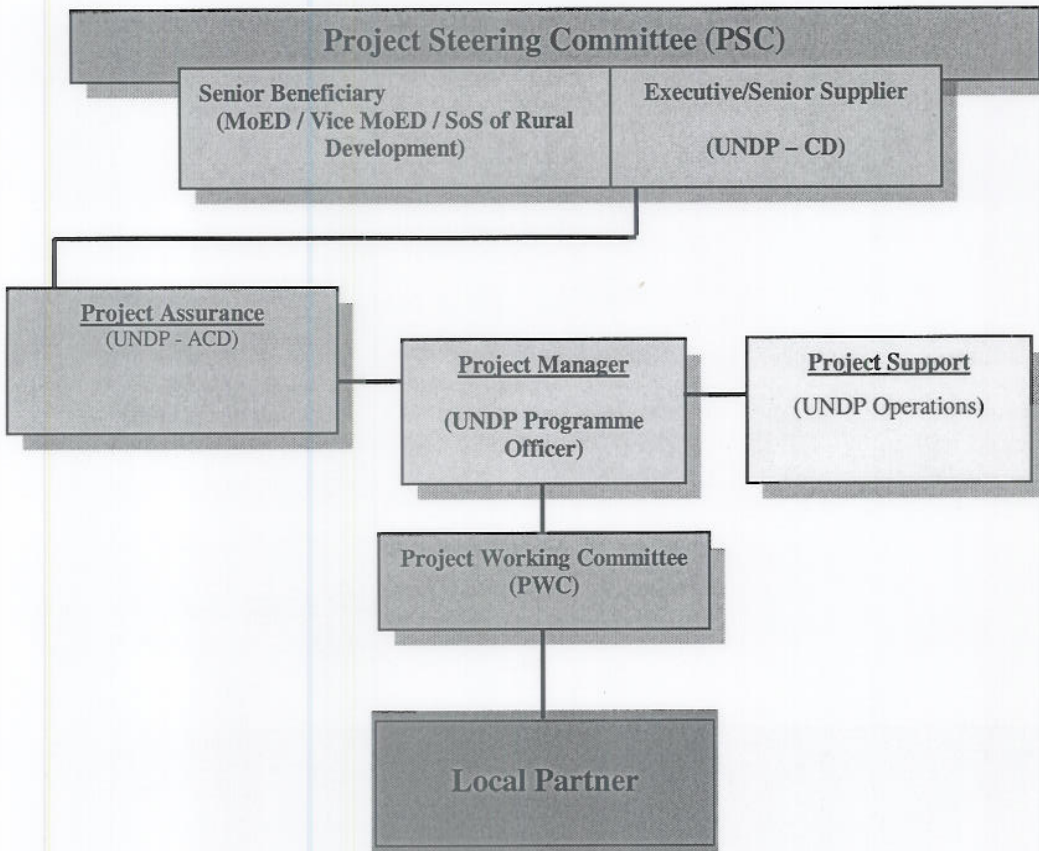 Project Steering Committee (PSC)
Senior Beneficiary
(MoED / Vice MoED / SoS of Rural
Development)
Executive/Senior Supplier
(UNDP – CD)
Project Assurance
(UNDP - ACD)
Project Manager
(UNDP Programme
Officer)
Project Support
(UNDP Operations)
Project Working Committee
(PWC)
Local Partner